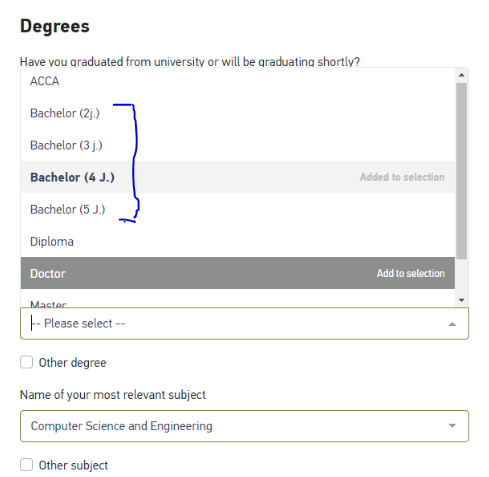 Degrees
Have you graduated from university or will be graduating shortly?
ACCA
Bachelor (2j.)
Bachelor (3 j.)
Bachelor (4 J.) Added to selection
Bachelor (5 J.)
Diploma
Doctor Add to selection
Master
-- Please select --
Other degree
Name of your most relevant subject
Computer Science and Engineering
Other subject